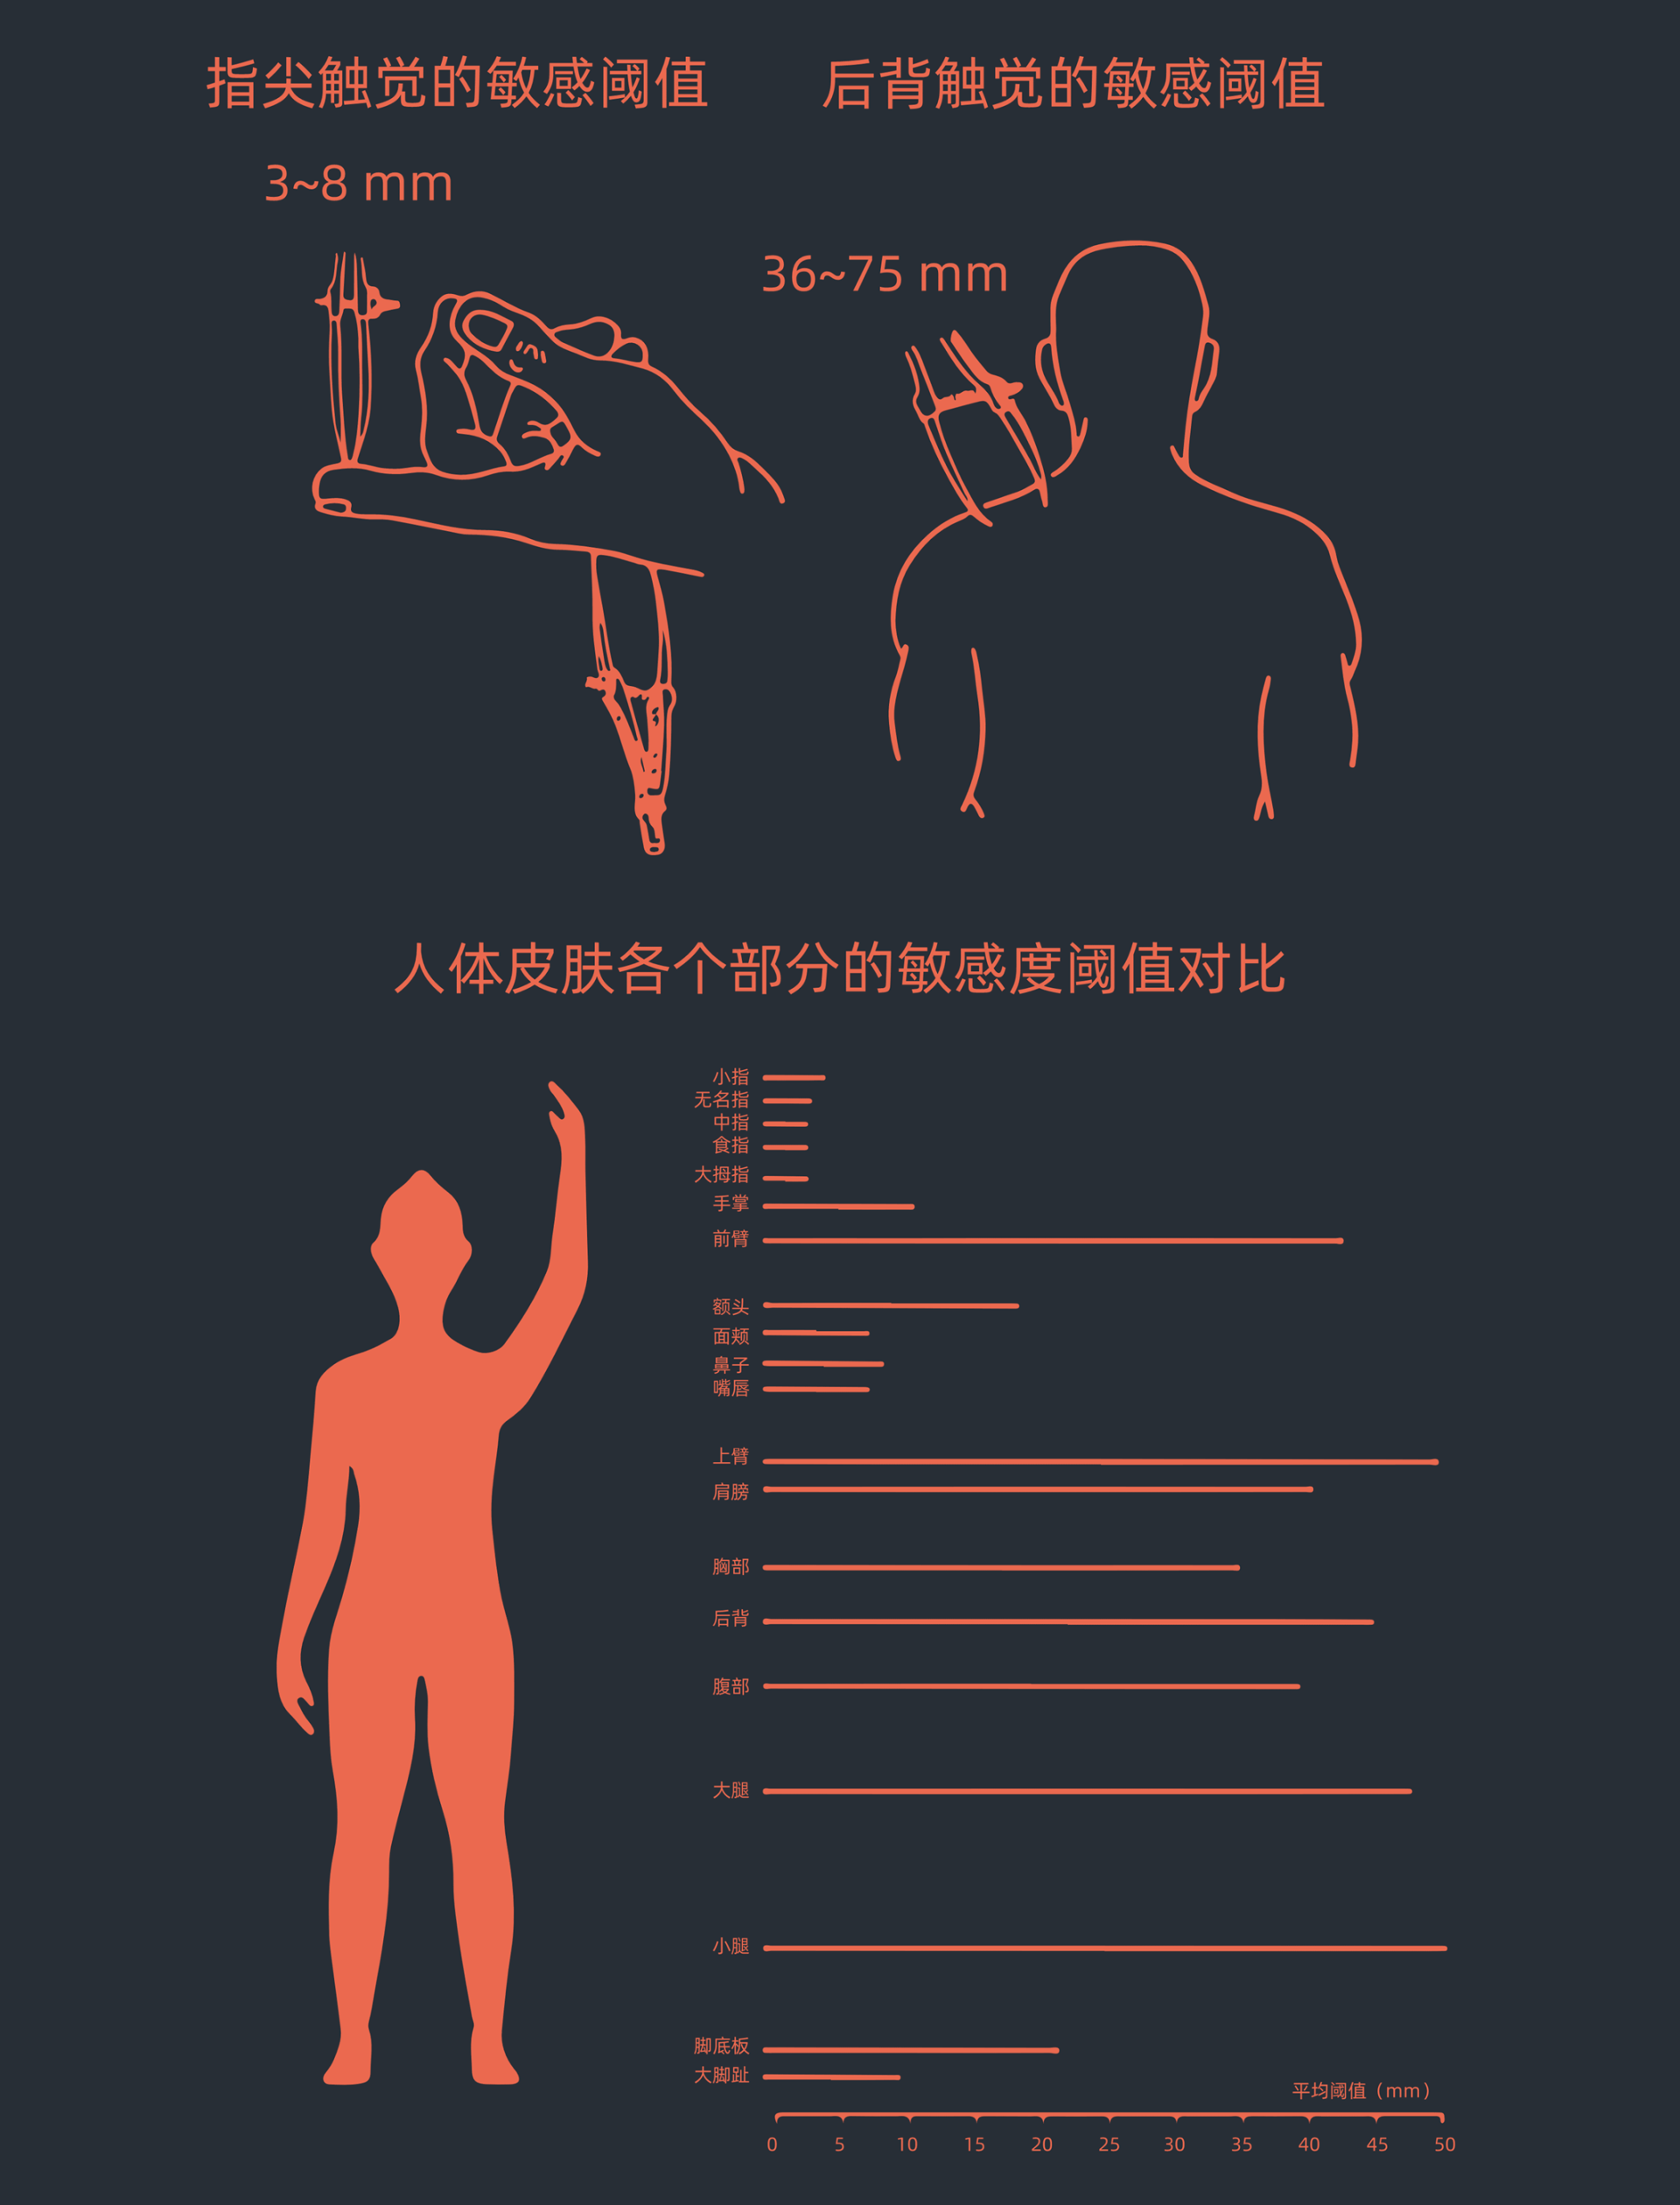 指尖触觉的敏感阈值
后背触觉的敏感阈值
3~8 mm
36~75 mm
人体皮肤各个部分的敏感度阈值对比
小指
无名指
中指
食指
大拇指
手掌
前臂
额头
面颊
鼻子
嘴唇
上臂
肩膀
胸部
后背
腹部
大腿
小腿
脚底板
大脚趾
平均阈值（mm）
0 5 10 15 20 25 30 35 40 45 50